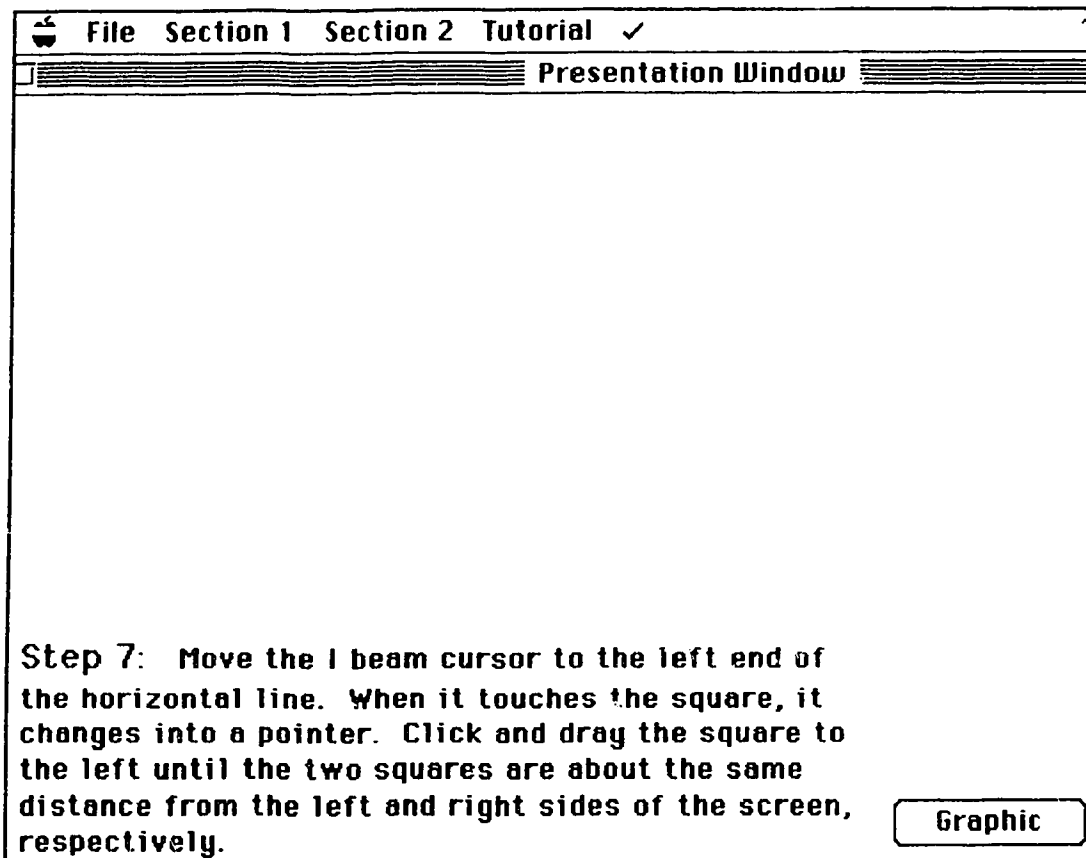 File Section 1 Section 2 Tutorial ✓
Presentation Window
Step 7: Move the I beam cursor to the left end of
the horizontal line. When it touches the square, it
changes into a pointer. Click and drag the square to
the left until the two squares are about the same
distance from the left and right sides of the screen,
respectively.
Graphic